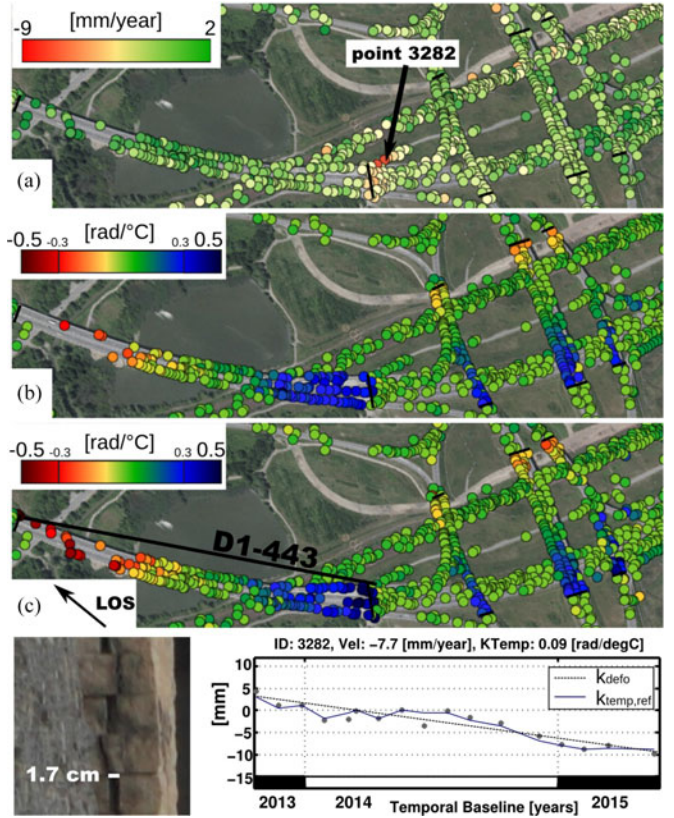 [mm/year]
-9 2
point 3282
(a)
[rad/°C]
-0.5 -0.3 0.3 0.5
(b)
[rad/°C]
-0.5 -0.3 0.3 0.5
D1-443
(c)
LOS
1.7 cm
ID: 3282, Vel: −7.7 [mm/year], KTemp: 0.09 [rad/degC]
10
5
0
−5
−10
−15
[mm]
kdefo
ktemp,ref
2013 2014 2015
Temporal Baseline [years]